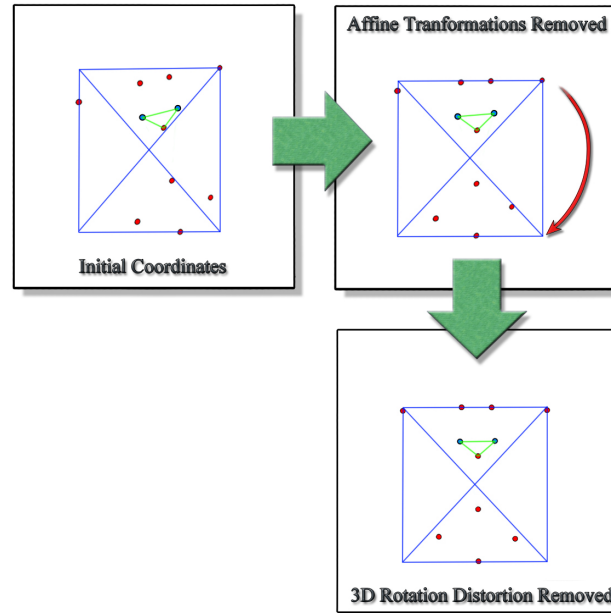 Affine Tranformations Removed
Initial Coordinates
3D Rotation Distortion Removed